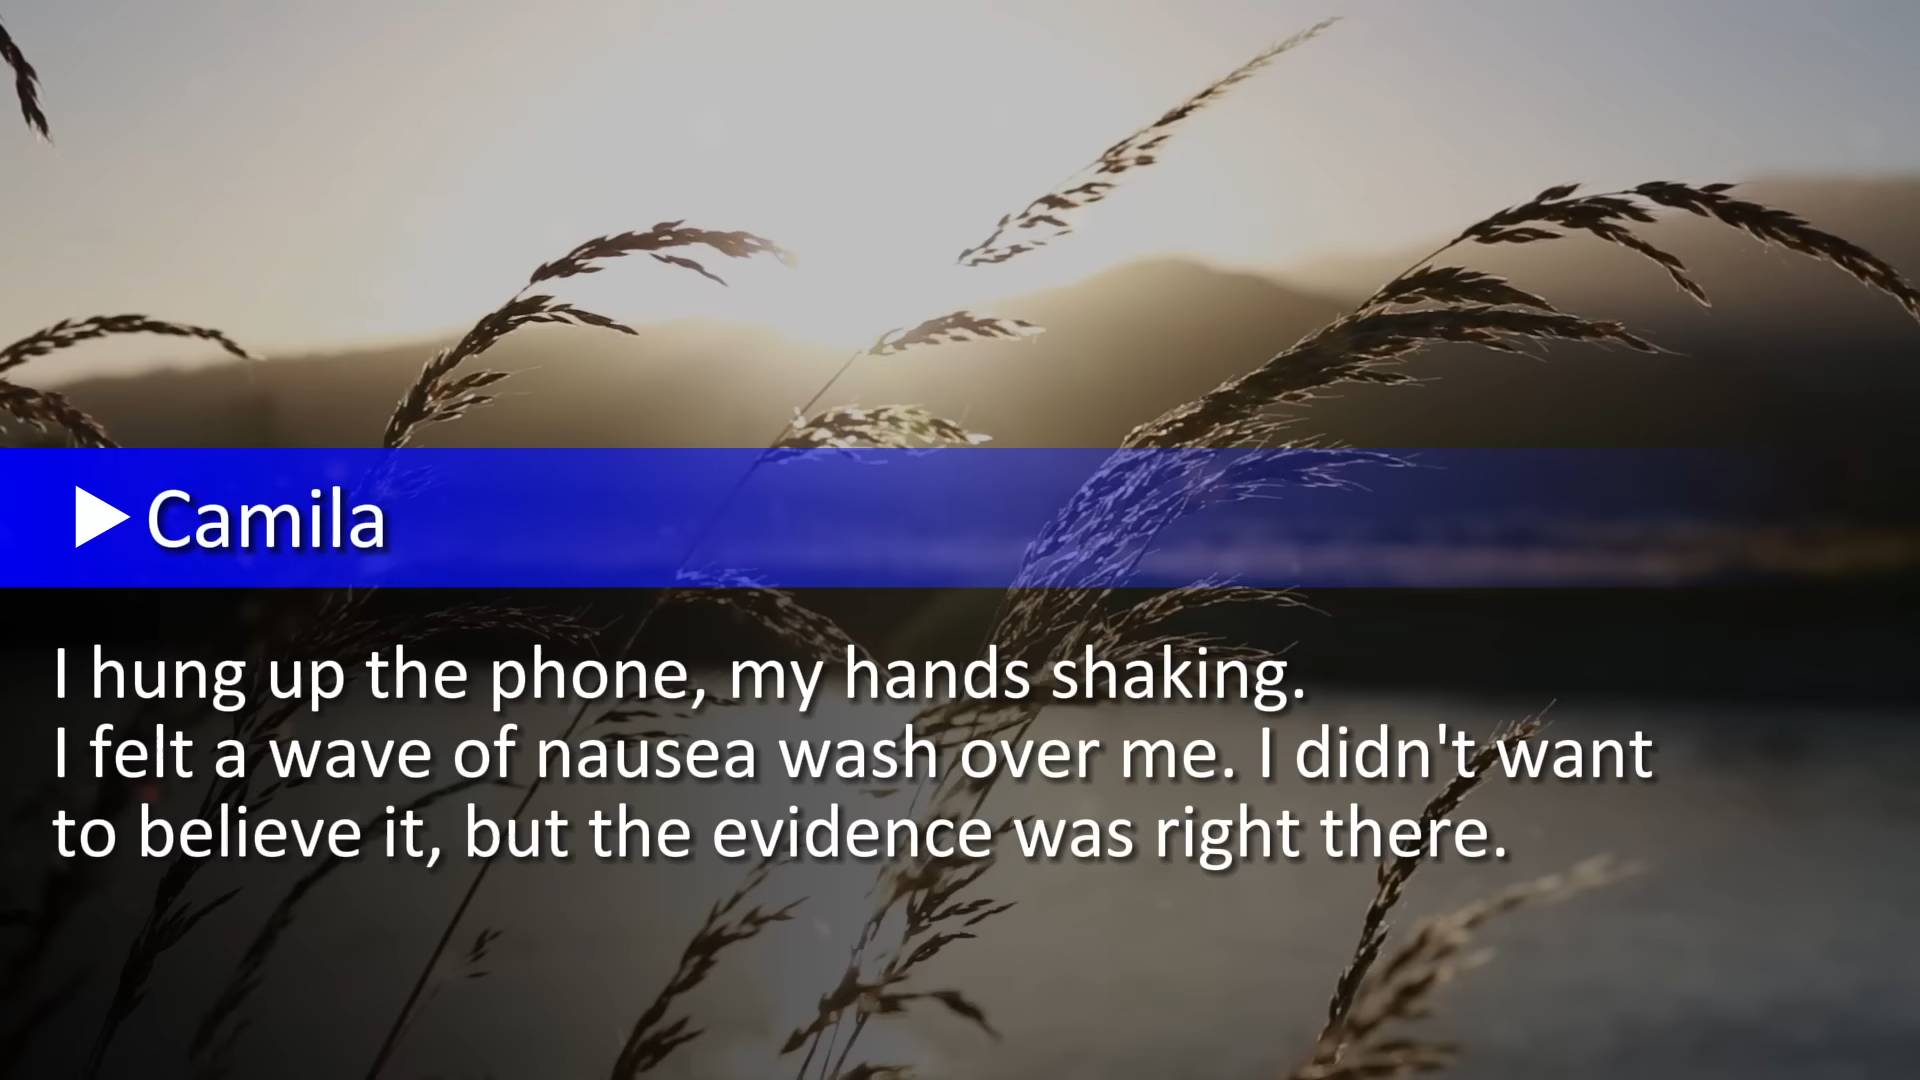 Camila
I hung up the phone, my hands shaking.
I felt a wave of nausea wash over me. I didn't want
to believe it, but the evidence was right there.